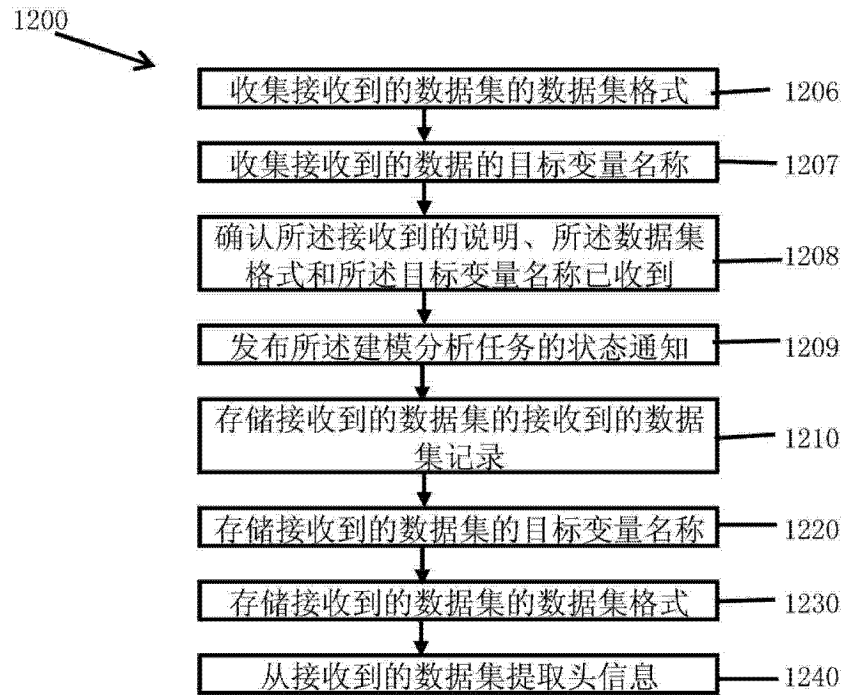 1200
收集接收到的数据集的数据集格式
1206
收集接收到的数据的目标变量名称
1207
确认所述接收到的说明、所述数据集
格式和所述目标变量名称已收到
1208
发布所述建模分析任务的状态通知
1209
存储接收到的数据集的接收到的数据
集记录
1210
存储接收到的数据集的目标变量名称
1220
存储接收到的数据集的数据集格式
1230
从接收到的数据集提取头信息
1240